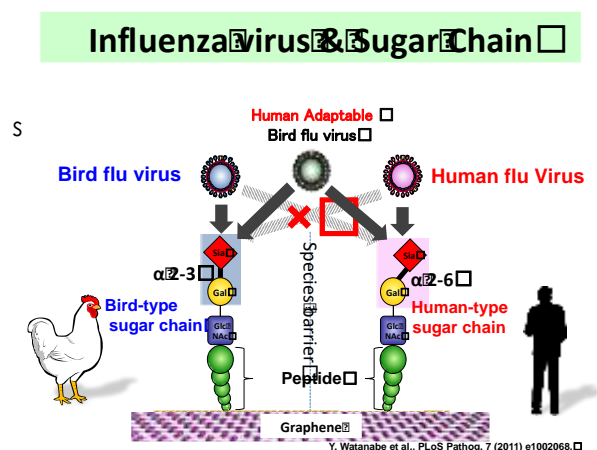 Influenza virus & Sugar Chain
S
Human Adaptable
Bird flu virus
Bird flu virus
Human flu Virus
Sia
Sia
α2-3
α2-6
Gal
Gal
Species barrier
Bird-type
sugar chain
Human-type
sugar chain
Glc
NAc
Glc
NAc
Peptide
Graphene
Y. Watanabe et al., PLoS Pathog. 7 (2011) e1002068.